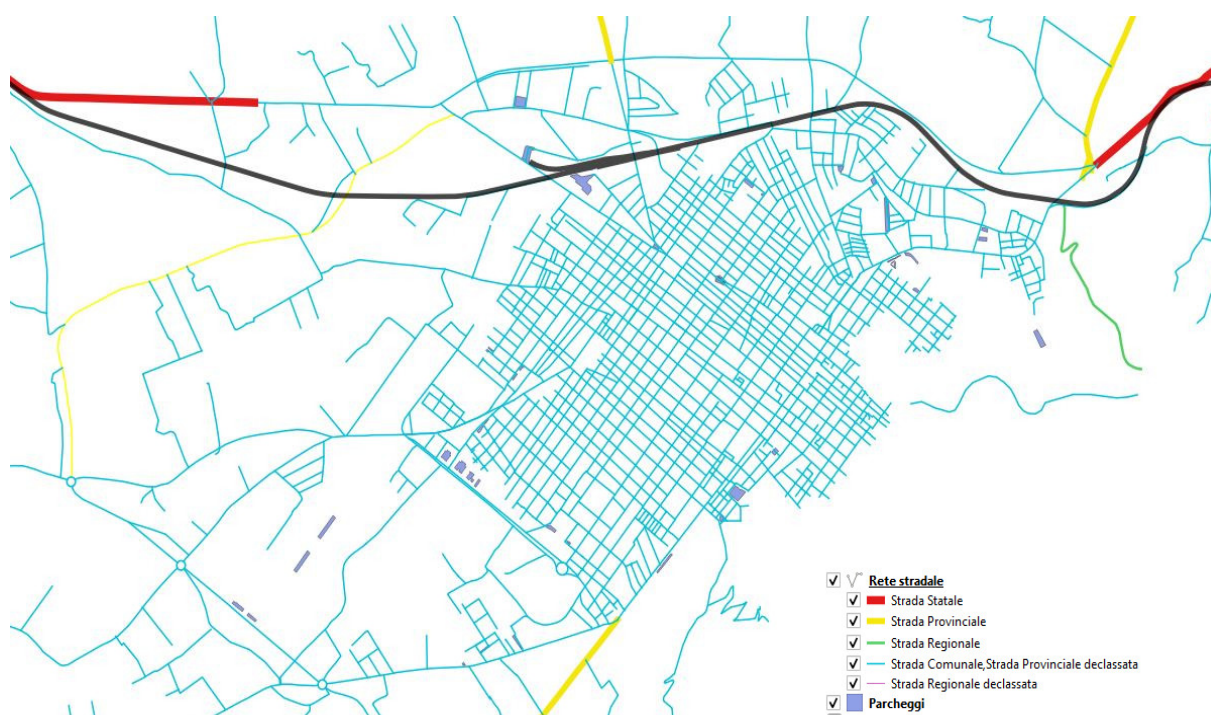 Rete stradale
Strada Statale
Strada Provinciale
Strada Regionale
Strada Comunale,Strada Provinciale declassata
Strada Regionale declassata
Parcheggi